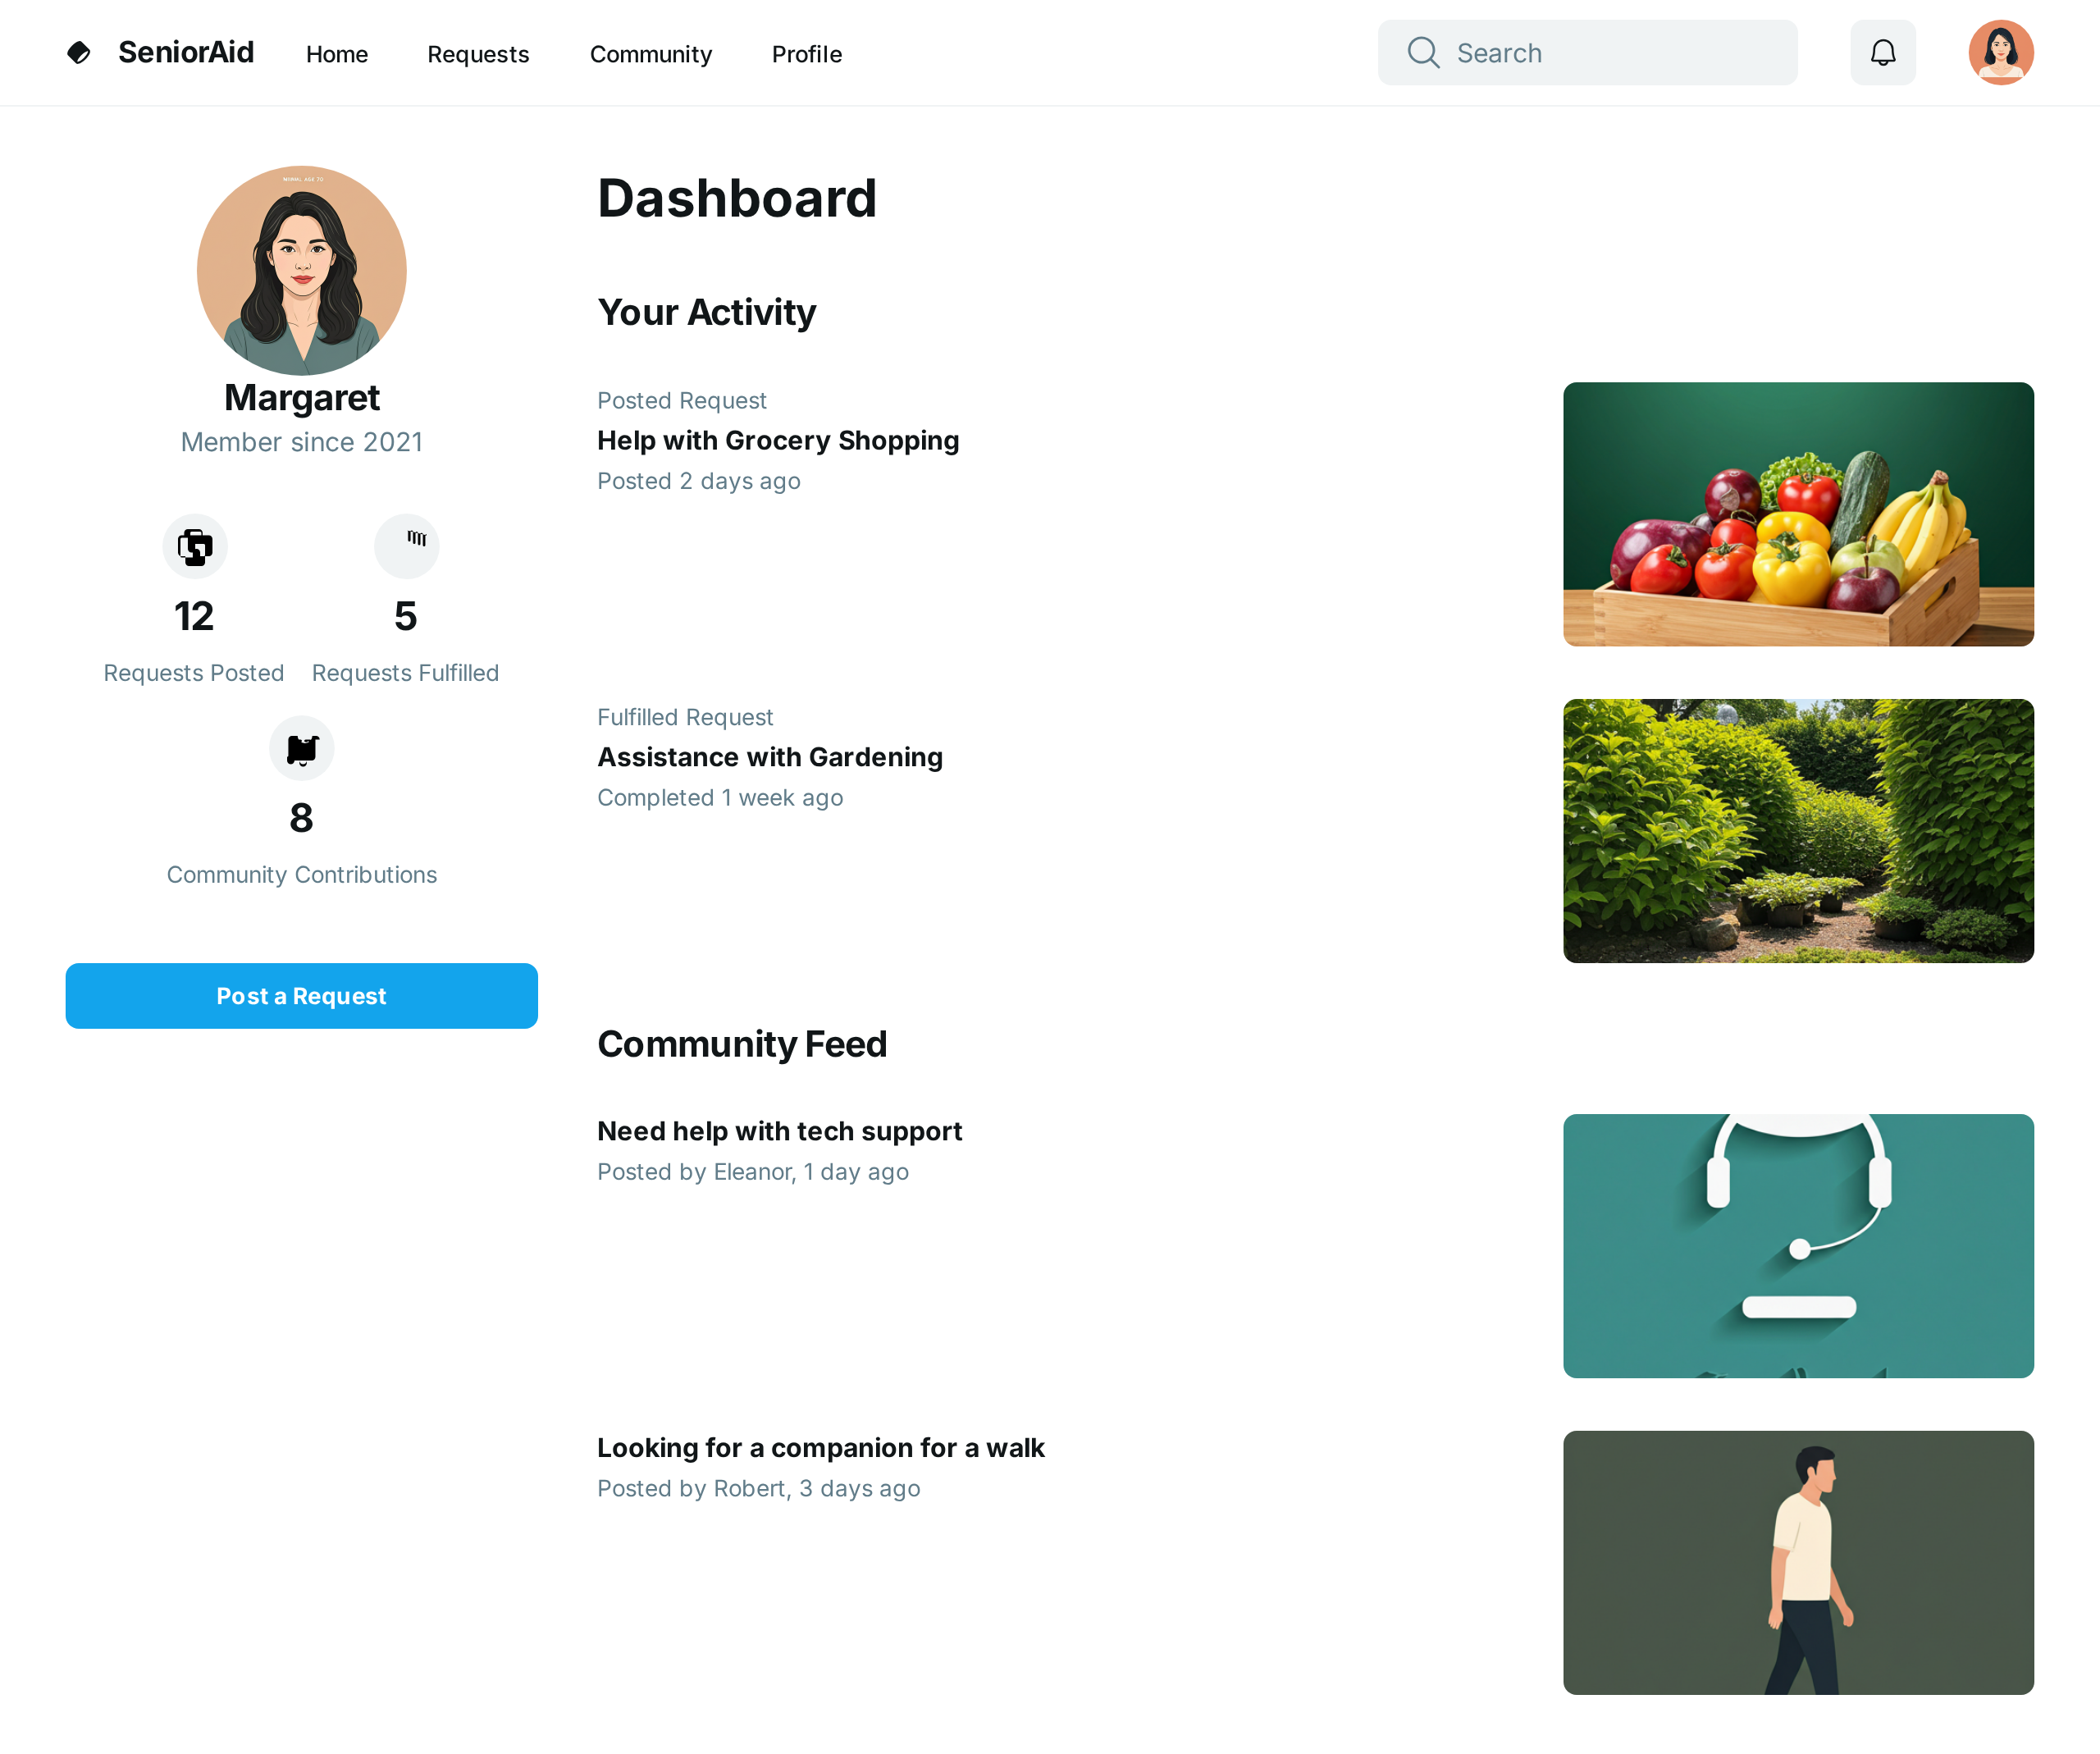 SeniorAid
Home
Requests
Community
Profile
Search
Margaret
Member since 2021
12
Requests Posted
5
Requests Fulfilled
8
Community Contributions
Post a Request
Dashboard
Your Activity
Posted Request
Help with Grocery Shopping
Posted 2 days ago
Fulfilled Request
Assistance with Gardening
Completed 1 week ago
Community Feed
Need help with tech support
Posted by Eleanor, 1 day ago
Looking for a companion for a walk
Posted by Robert, 3 days ago